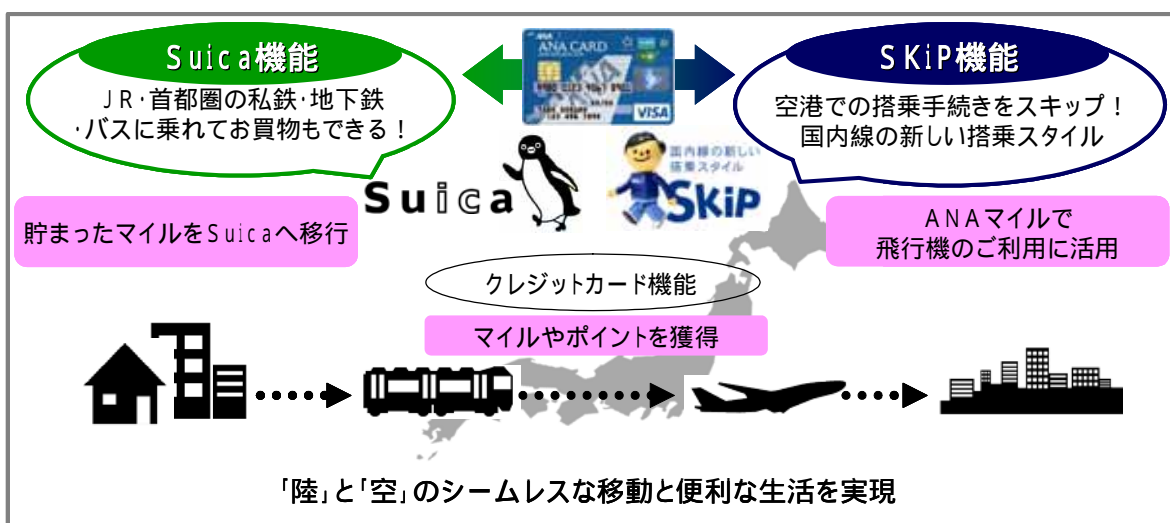 Suica機能
JR・首都圏の私鉄・地下鉄
・バスに乗れてお買物もできる！
ANA
ANA CARD
VISA
SKiP機能
空港での搭乗手続きをスキップ！
国内線の新しい搭乗スタイル
Suica
国内線の新しい
搭乗スタイル
SKiP
貯まったマイルをSuicaへ移行
ANAマイルで
飛行機のご利用に活用
クレジットカード機能
マイルやポイントを獲得
「陸」と「空」のシームレスな移動と便利な生活を実現